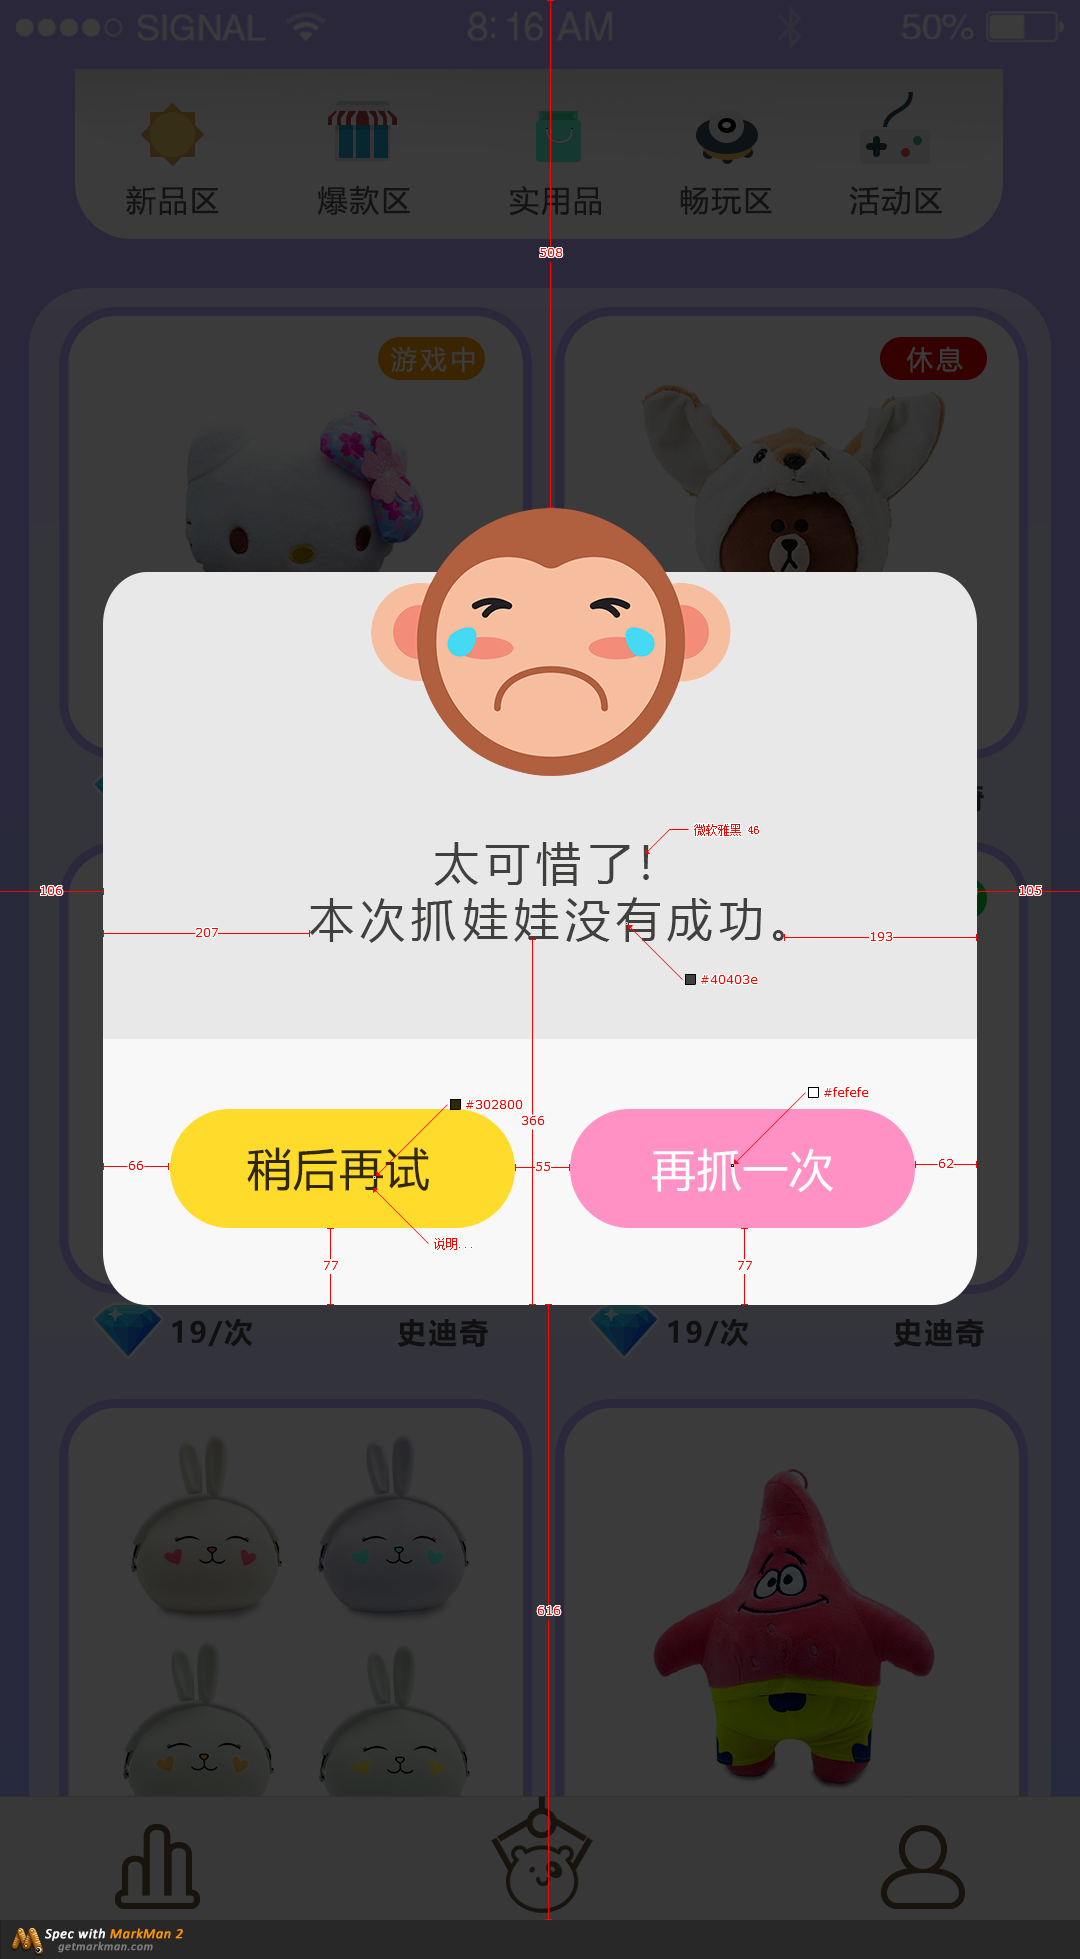 SIGNAL 8:16 AM 50%
新品区 爆款区 实用品 畅玩区 活动区
508
游戏中 休息
微软雅黑 46
太可惜了!
106 105
本次抓娃娃没有成功。
207 193
#40403e
#fefefe
#302800
366
66 稍后再试 55 再抓一次 62
说明...
77 77
19/次 史迪奇 19/次 史迪奇
616
Spec with MarkMan 2
getmarkman.com